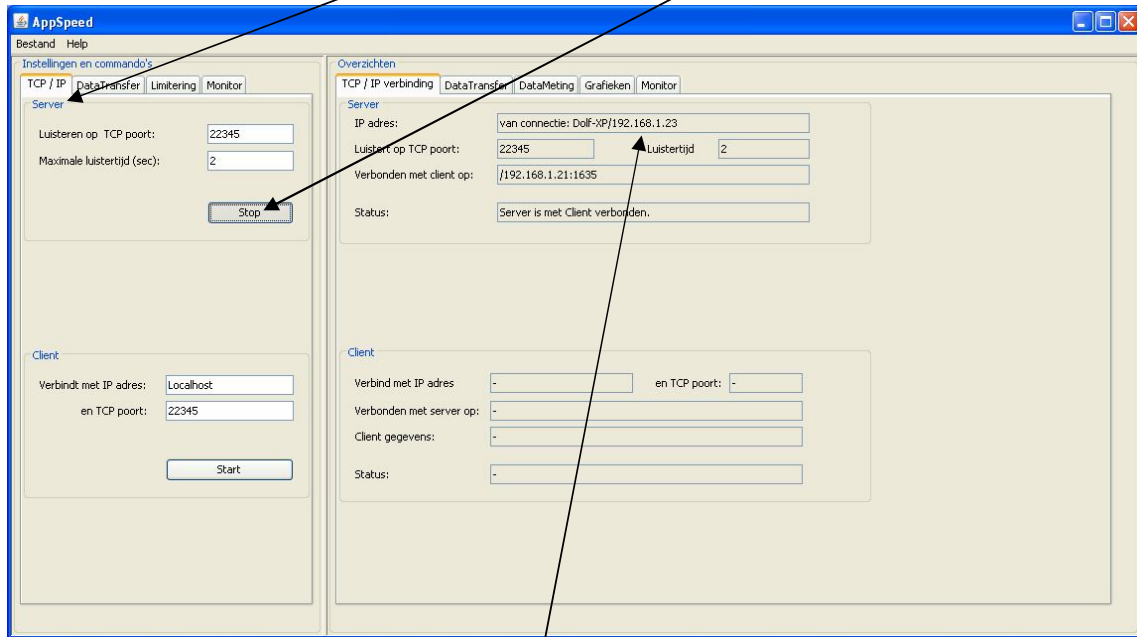 AppSpeed
Bestand Help
Instellingen en commando's
TCP / IP DataTransfer Limitering Monitor
Server
Luisteren op TCP poort: 22345
Maximale luistertijd (sec): 2
Stop
Client
Verbindt met IP adres: Localhost
en TCP poort: 22345
Start
Overzichten
TCP / IP verbinding DataTransfer DataMeting Grafieken Monitor
Server
IP adres: van connectie: Dolf-XP/192.168.1.23
Luistert op TCP poort: 22345 Luistertijd 2
Verbonden met client op: /192.168.1.21:1635
Status: Server is met Client verbonden.
Client
Verbind met IP adres - en TCP poort: -
Verbonden met server op: -
Client gegevens: -
Status: -